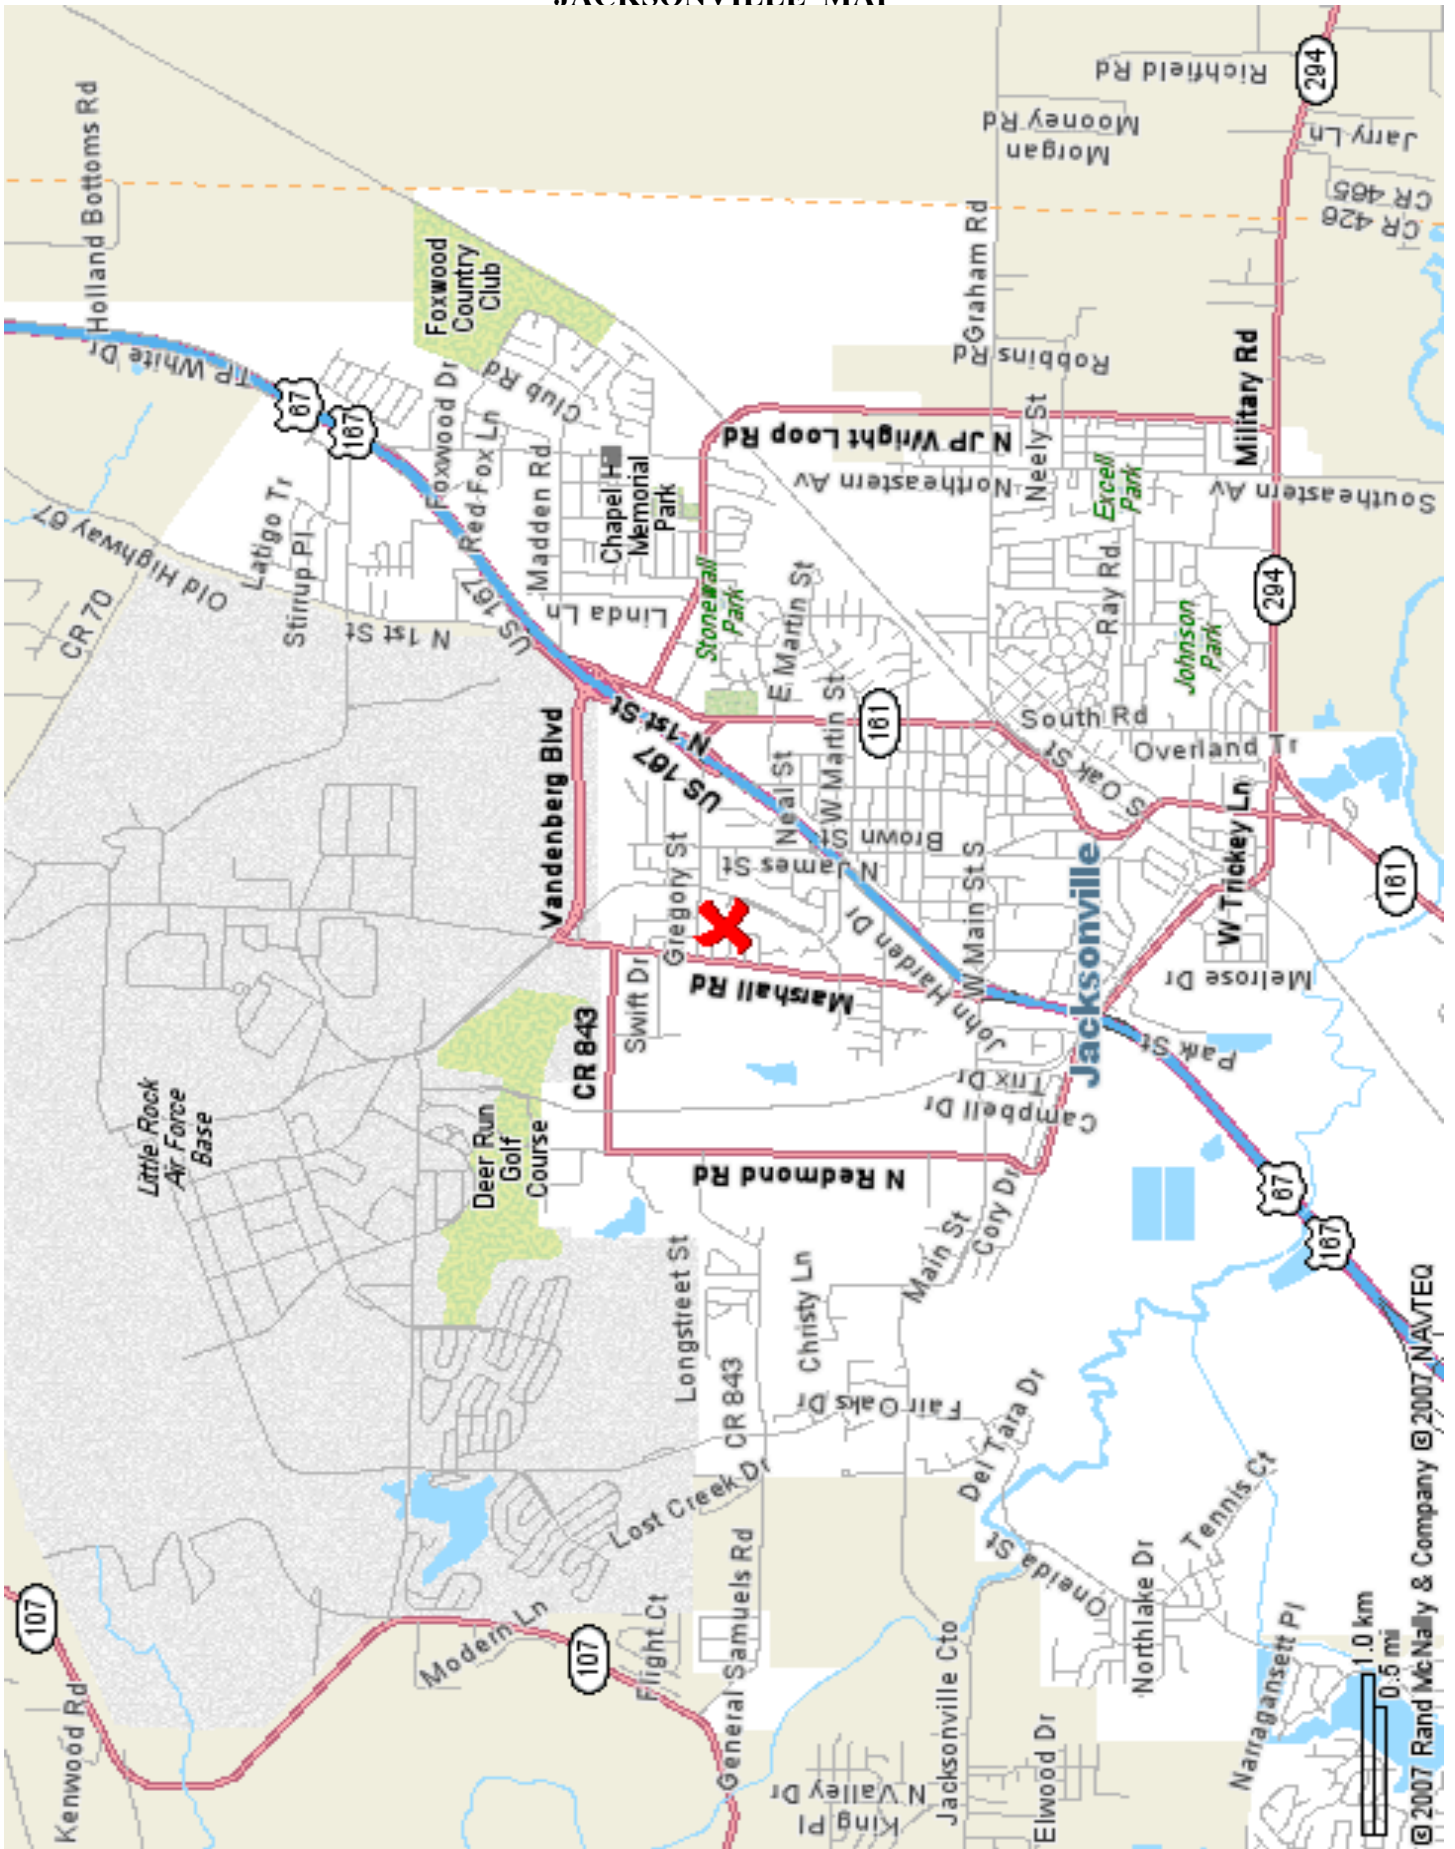 JACKSONVILLE MAP
Holland Bottoms Rd
TP White Dr
67
167
Foxwood
Country
Club
Richfield Rd
294
Mooney Rd
Morgan
Jarry Ln
CR 465
CR 426
Graham Rd
Robbins Rd
Military Rd
Old Highway 67
CR 70
Latigo Tr
Stirrup Pl
N 1st St
Foxwood Dr
Red Fox Ln
Club Rd
Madden Rd
Linda Ln
US 167
Chapel H
Memorial
Park
N JP Wright Loop Rd
Northeastern Av
Neely St
Excell
Park
Southeastern Av
Stonewall
Park
E Martin St
Ray Rd
Johnson
Park
294
Vandenberg Blvd
N 1st St
US 167
Neal St
W Martin St
161
South Rd
Overland Tr
S Oak St
Gregory St
N James St
Brown St
W Main St S
W Trickey Ln
161
Marshall Rd
John Harden Dr
W Main St
Jacksonville
Melrose Dr
Park St
Swift Dr
CR 843
Little Rock
Air Force
Base
Deer Run
Golf
Course
Trix Dr
Campbell Dr
N Redmond Rd
67
167
Longstreet St
Christy Ln
Main St
Cory Dr
CR 843
Fair Oaks Dr
Del Tara Dr
Lost Creek Dr
Tennis Ct
Oneida St
Northlake Dr
107
Modern Ln
107
Flight Ct
General Samuels Rd
Kenwood Rd
Jacksonville Cto
N Valley Dr
King Pl
Elwood Dr
Narragansett Pl
1.0 km
0.5 mi
© 2007 Rand McNally & Company © 2007 NAVTEQ